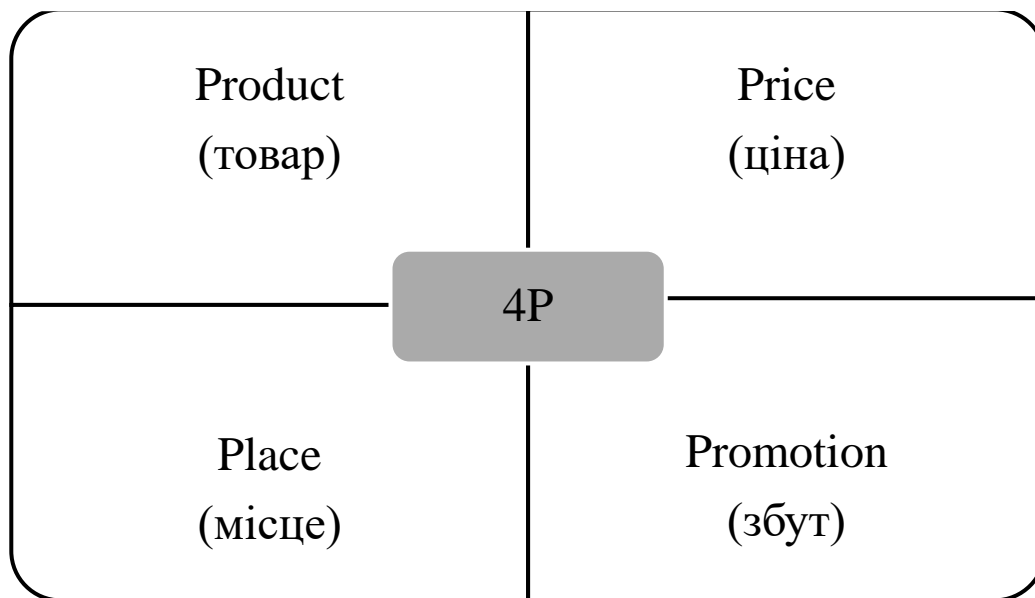 Product
(товар)
Price
(ціна)
4P
Place
(місце)
Promotion
(збут)